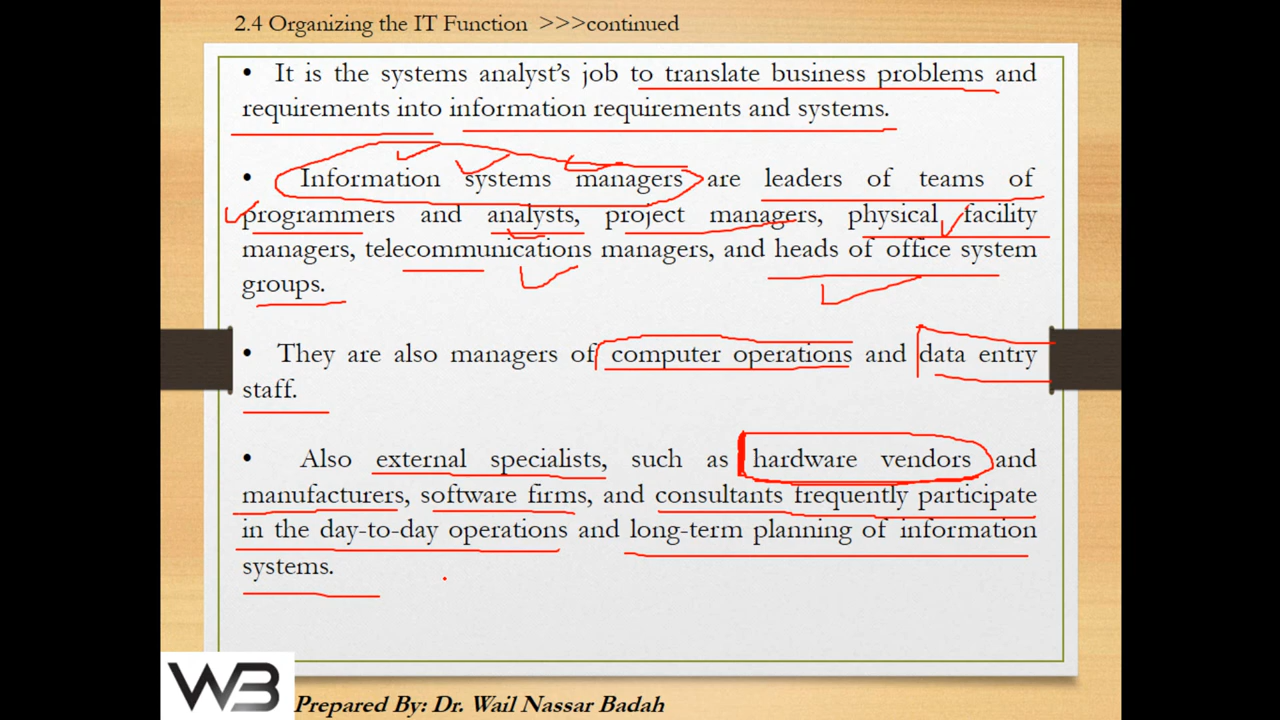 2.4 Organizing the IT Function >>>continued
• It is the systems analyst's job to translate business problems and
requirements into information requirements and systems.
• Information systems managers are leaders of teams of
programmers and analysts, project managers, physical facility
managers, telecommunications managers, and heads of office system
groups.
• They are also managers of computer operations and data entry
staff.
• Also external specialists, such as hardware vendors and
manufacturers, software firms, and consultants frequently participate
in the day-to-day operations and long-term planning of information
systems.
WB
Prepared By: Dr. Wail Nassar Badah